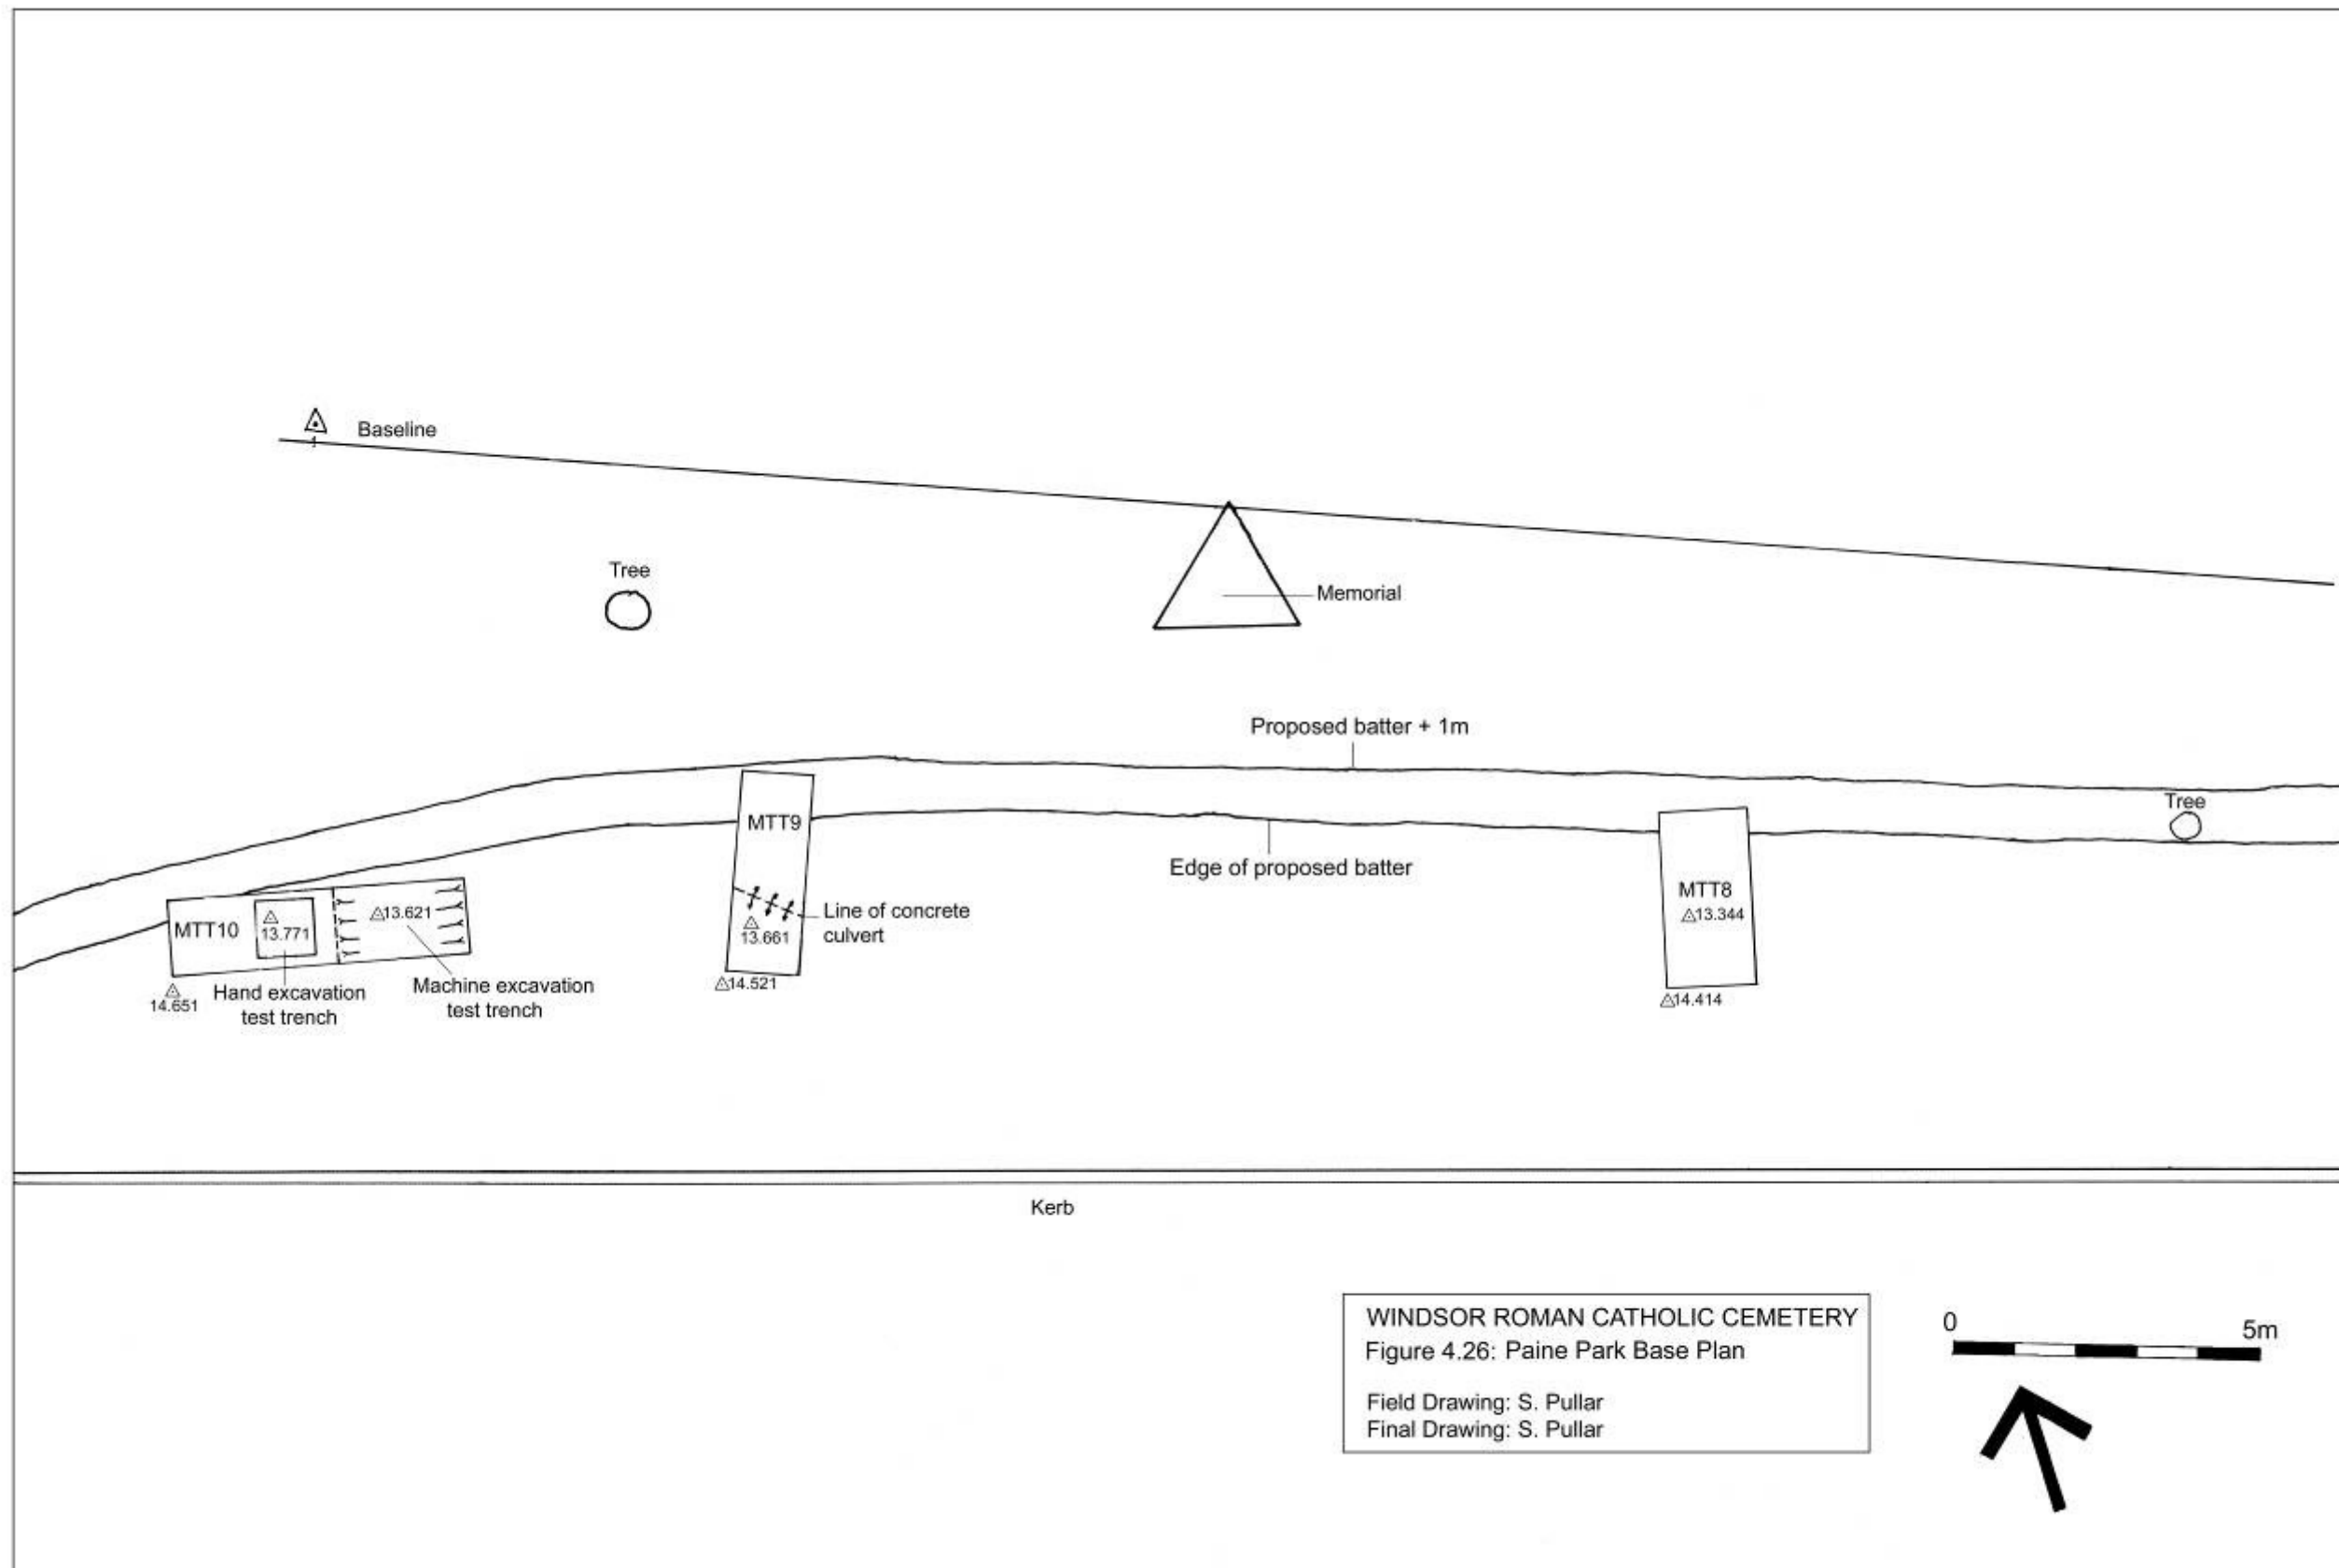 Baseline
Tree
Memorial
Proposed batter + 1m
Tree
MTT9
Edge of proposed batter
MTT8
13.344
Line of concrete
culvert
13.621
MTT10
13.771
13.661
14.521
14.414
14.651
Hand excavation
test trench
Machine excavation
test trench
Kerb
WINDSOR ROMAN CATHOLIC CEMETERY
Figure 4.26: Paine Park Base Plan
Field Drawing: S. Pullar
Final Drawing: S. Pullar
0
5m